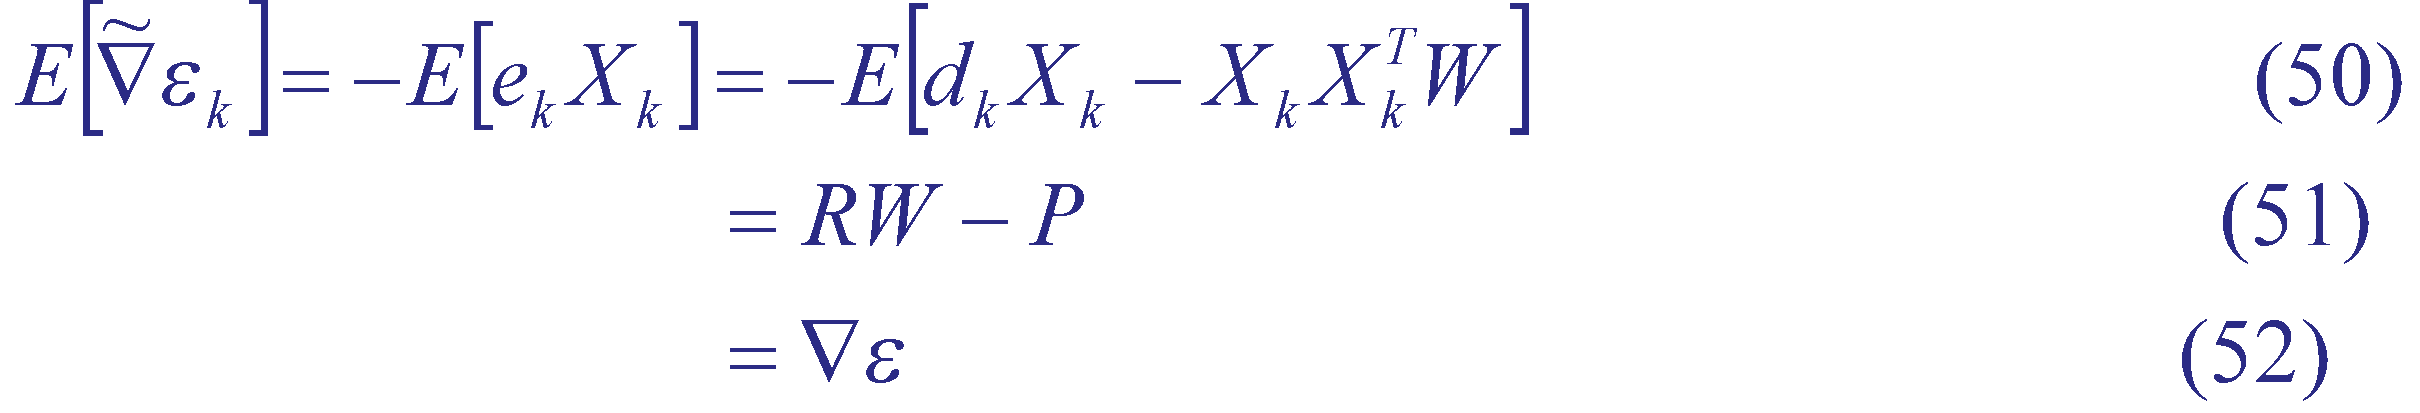 E[∇̃ε_k] = −E[e_k X_k] = −E[d_k X_k − X_k X_k^T W] (50)
= RW − P (51)
= ∇ε (52)